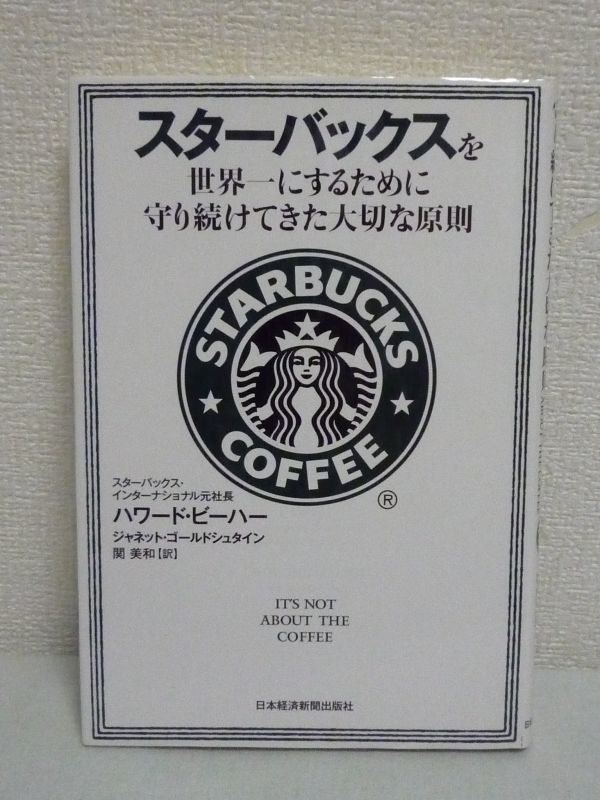 スターバックスを
世界一にするために
守り続けてきた大切な原則
STARBUCKS
COFFEE
®
スターバックス・
インターナショナル元社長
ハワード・ビーハー
ジャネット・ゴールドシュタイン
関 美和【訳】
IT'S NOT
ABOUT THE
COFFEE
日本経済新聞出版社